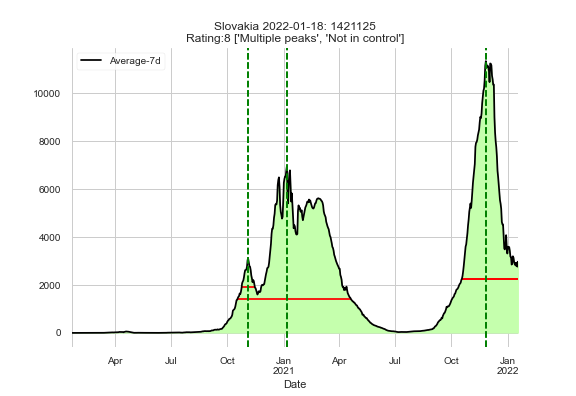 Slovakia 2022-01-18: 1421125
Rating:8 ['Multiple peaks', 'Not in control']
Average-7d
10000
8000
6000
4000
2000
0
Apr
Jul
Oct
Jan
2021
Apr
Jul
Oct
Jan
2022
Date